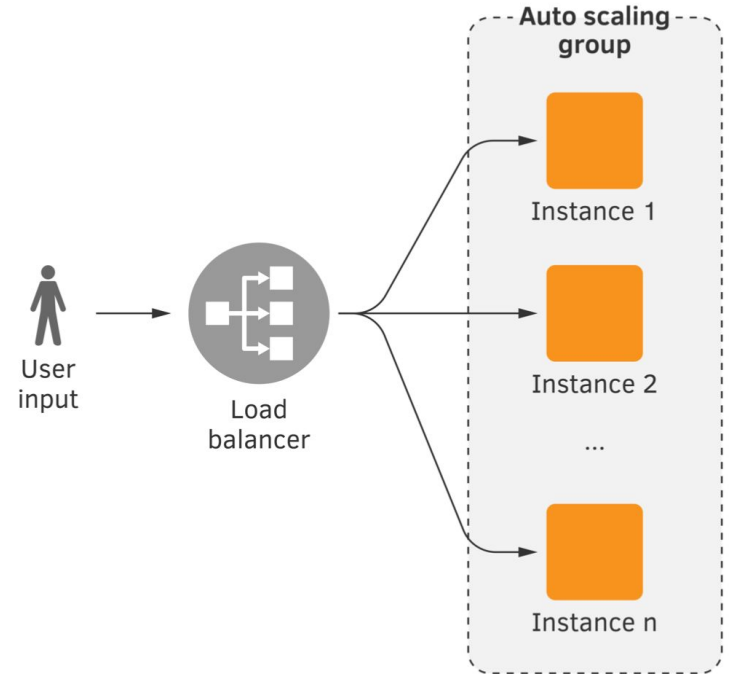 Auto scaling
group
Instance 1
User
input
Load
balancer
Instance 2
...
Instance n